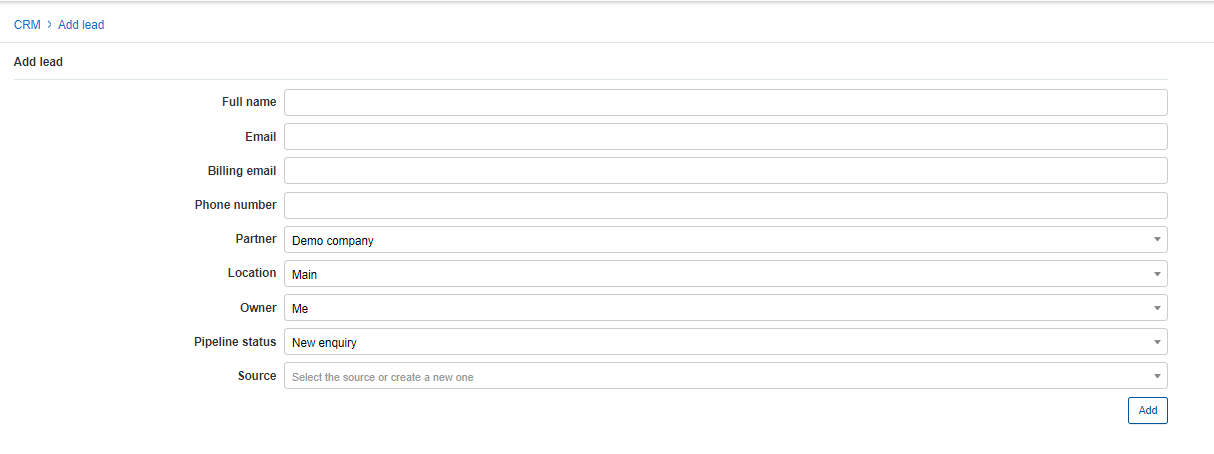 CRM > Add lead
Add lead
Full name
Email
Billing email
Phone number
Partner Demo company
Location Main
Owner Me
Pipeline status New enquiry
Source Select the source or create a new one
Add